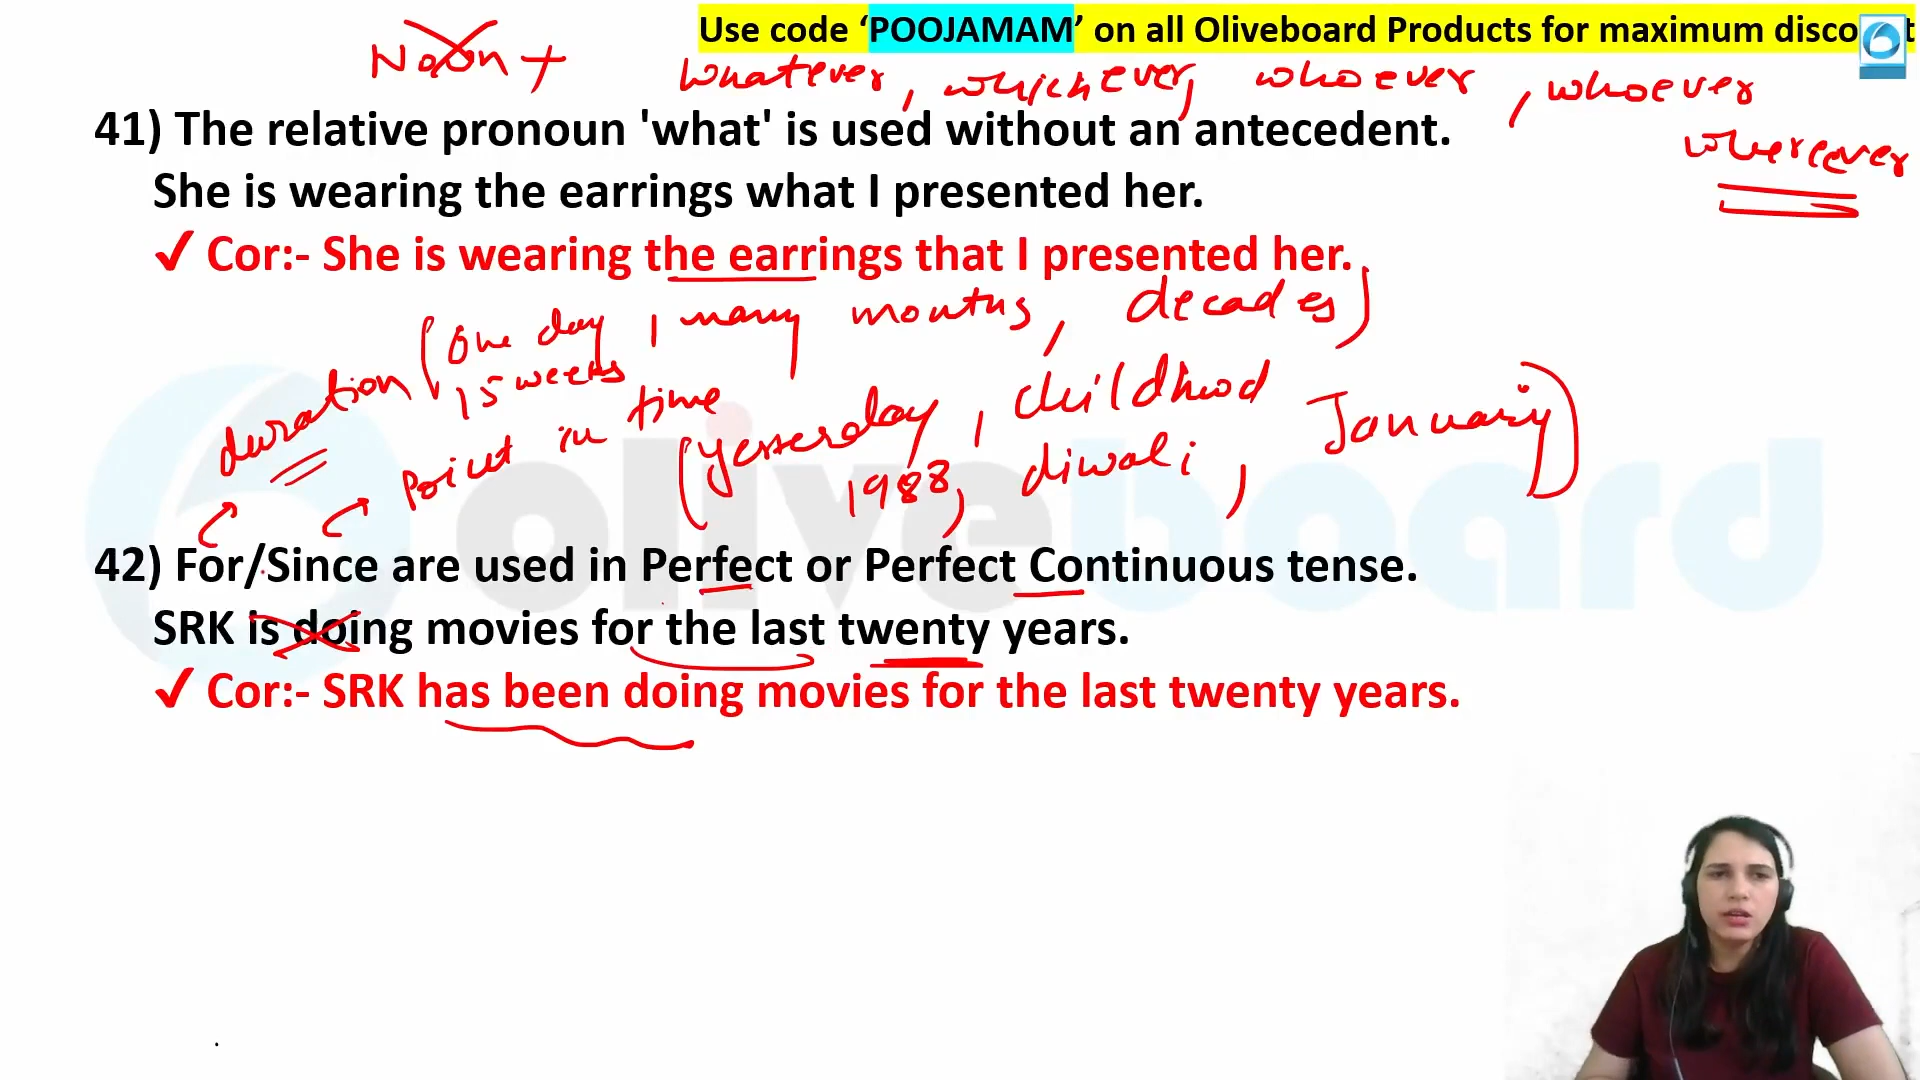 Use code ‘POOJAMAM’ on all Oliveboard Products for maximum disco t
Noun + whatever, whichever, whoever, whoever
whereever
41) The relative pronoun 'what' is used without an antecedent.
She is wearing the earrings what I presented her.
✓ Cor:- She is wearing the earrings that I presented her.
duration (one day, many months, decades)
15 weeks
Point in time (yesserday, childhood
1988, diwali, January)
42) For/Since are used in Perfect or Perfect Continuous tense.
SRK is doing movies for the last twenty years.
✓ Cor:- SRK has been doing movies for the last twenty years.
oliveboard